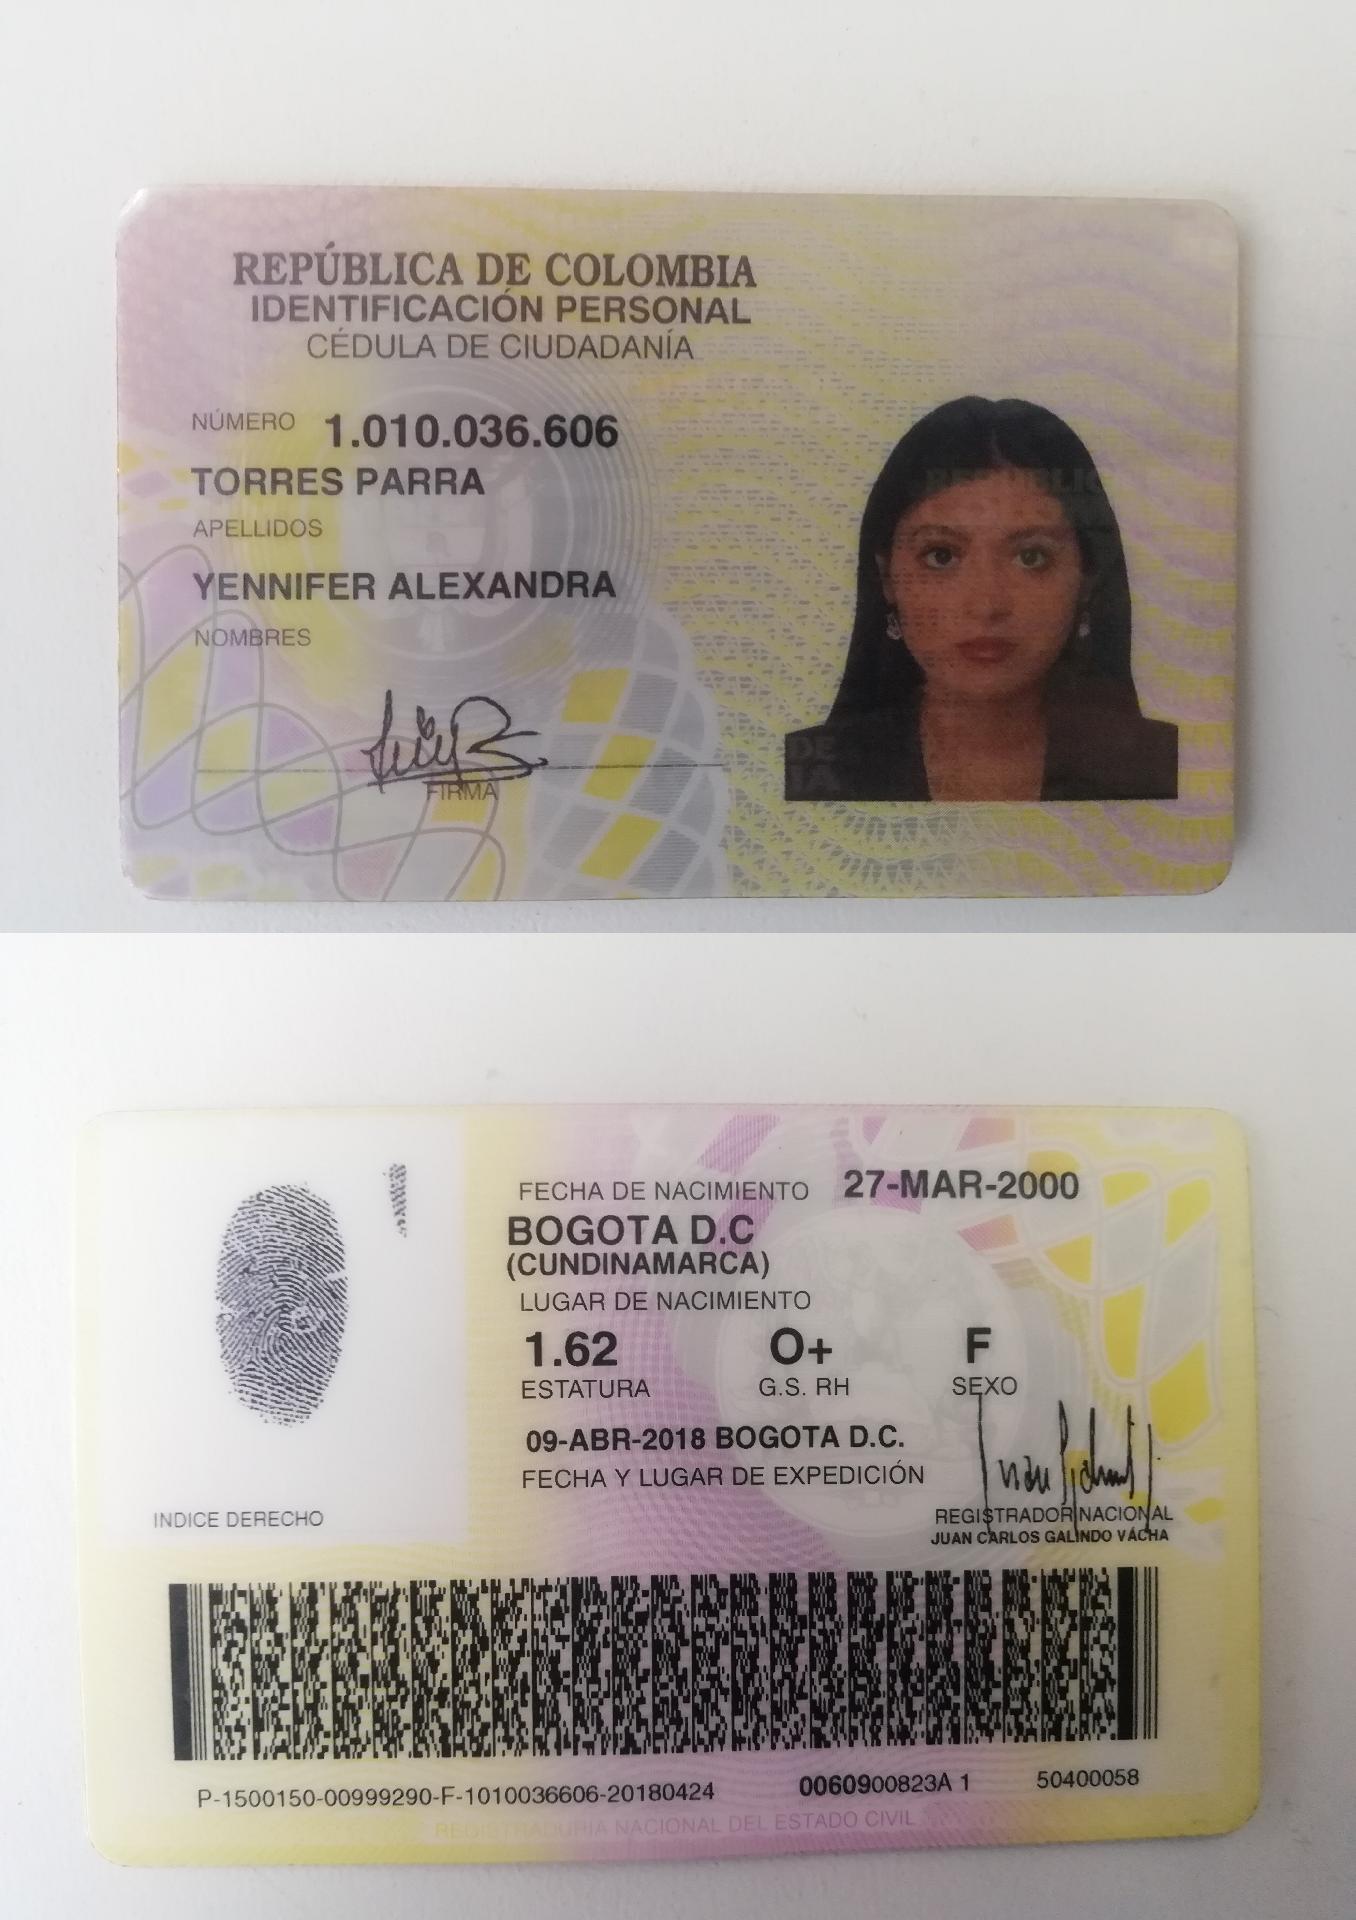 REPÚBLICA DE COLOMBIA
IDENTIFICACIÓN PERSONAL
CÉDULA DE CIUDADANÍA
NÚMERO 1.010.036.606
TORRES PARRA
APELLIDOS
YENNIFER ALEXANDRA
NOMBRES
FIRMA
FECHA DE NACIMIENTO 27-MAR-2000
BOGOTA D.C
(CUNDINAMARCA)
LUGAR DE NACIMIENTO
1.62 O+ F
ESTATURA G.S. RH SEXO
09-ABR-2018 BOGOTA D.C.
FECHA Y LUGAR DE EXPEDICIÓN
INDICE DERECHO
REGISTRADOR NACIONAL
JUAN CARLOS GALINDO VÁCHA
P-1500150-00999290-F-1010036606-20180424 0060900823A 1 50400058
REGISTRADURIA NACIONAL DEL ESTADO CIVIL